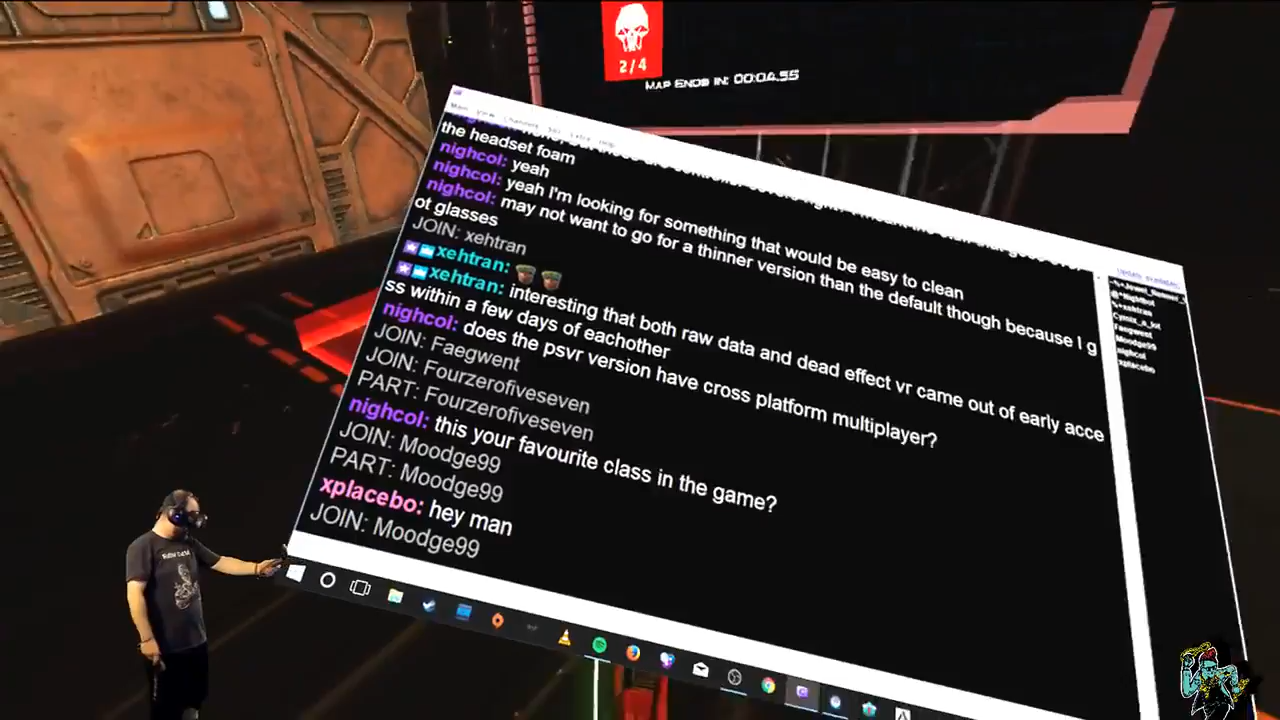 2/4
MAP ENDS IN: 00:04.55
the headset foam
nighcol: yeah
nighcol: yeah I'm looking for something that would be easy to clean
nighcol: may not want to go for a thinner version than the default though because I g
ot glasses
JOIN: xehtran
xehtran:
xehtran: interesting that both raw data and dead effect vr came out of early acce
ss within a few days of eachother
nighcol: does the psvr version have cross platform multiplayer?
JOIN: Faegwent
JOIN: Fourzerofiveseven
PART: Fourzerofiveseven
nighcol: this your favourite class in the game?
JOIN: Moodge99
PART: Moodge99
xplacebo: hey man
JOIN: Moodge99
Update available
xehtran
Cymix_a_lot
Faegwent
Moodge99
nighcol
xplacebo